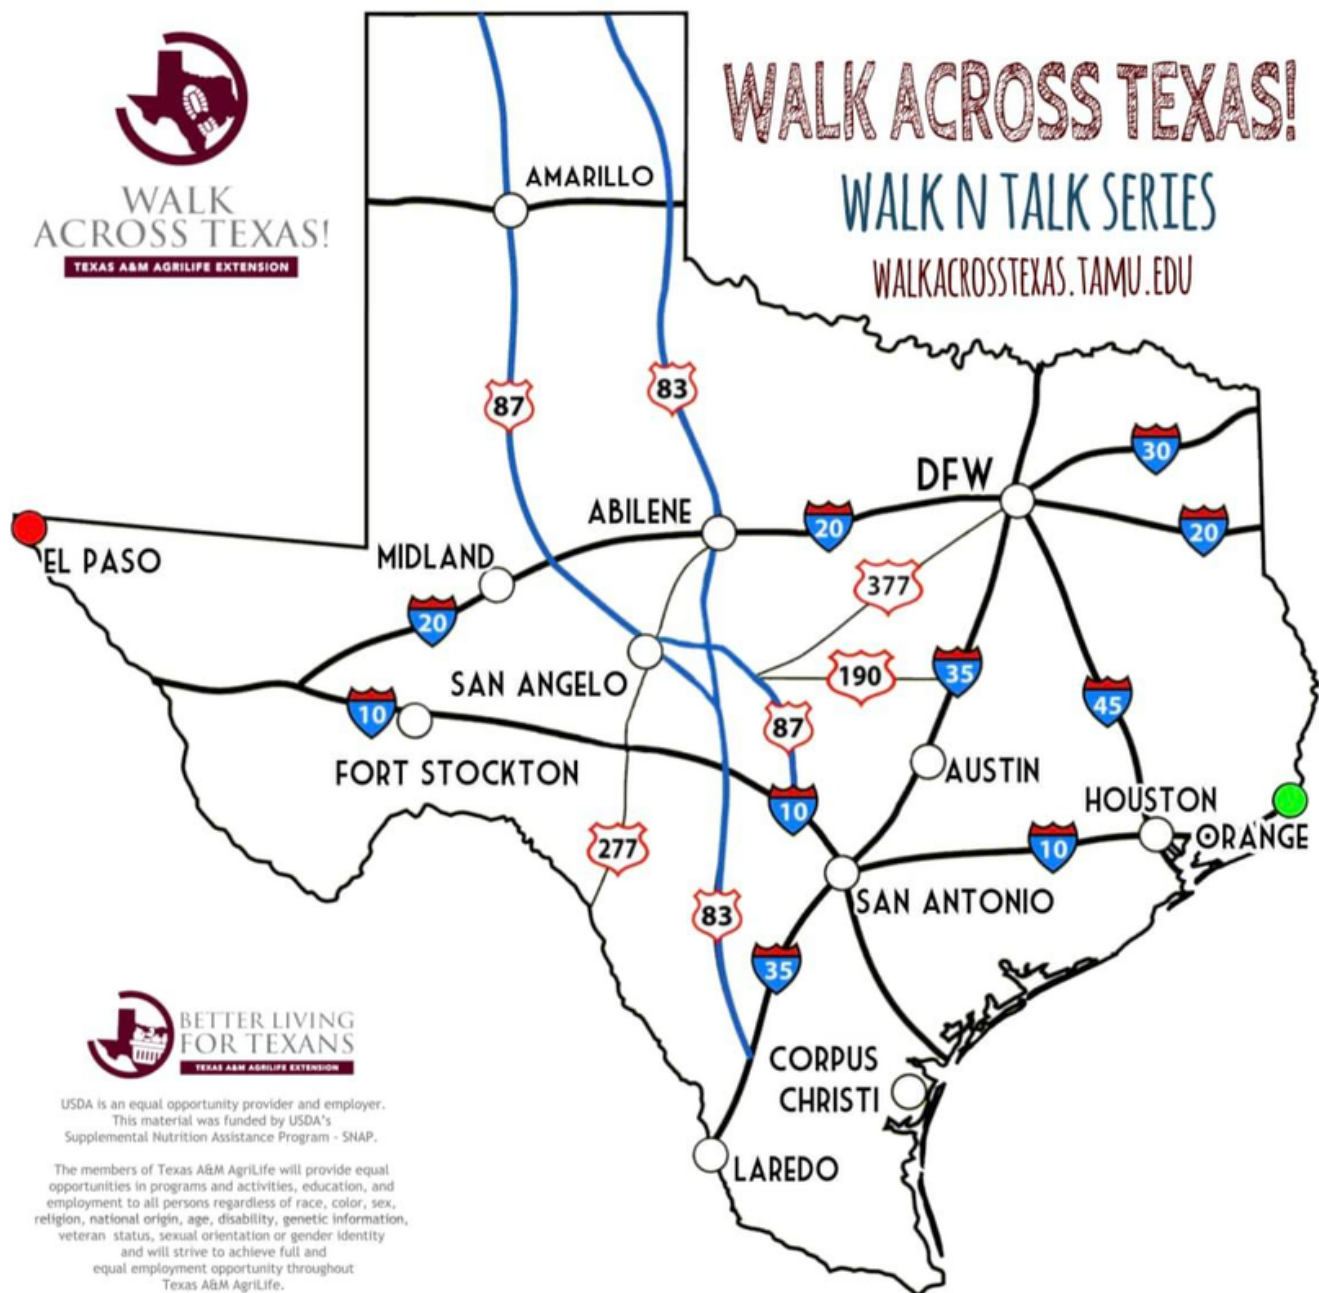 WALK
ACROSS TEXAS!
TEXAS A&M AGRILIFE EXTENSION
WALK ACROSS TEXAS!
WALK N TALK SERIES
WALKACROSSTEXAS.TAMU.EDU
AMARILLO
87
83
30
DFW
ABILENE
20
20
EL PASO
MIDLAND
377
20
SAN ANGELO
190
35
45
10
87
FORT STOCKTON
AUSTIN
HOUSTON
10
ORANGE
277
10
SAN ANTONIO
83
35
BETTER LIVING
FOR TEXANS
TEXAS A&M AGRILIFE EXTENSION
CORPUS
CHRISTI
LAREDO
USDA is an equal opportunity provider and employer.
This material was funded by USDA's
Supplemental Nutrition Assistance Program - SNAP.
The members of Texas A&M AgriLife will provide equal
opportunities in programs and activities, education, and
employment to all persons regardless of race, color, sex,
religion, national origin, age, disability, genetic information,
veteran status, sexual orientation or gender identity
and will strive to achieve full and
equal employment opportunity throughout
Texas A&M AgriLife.